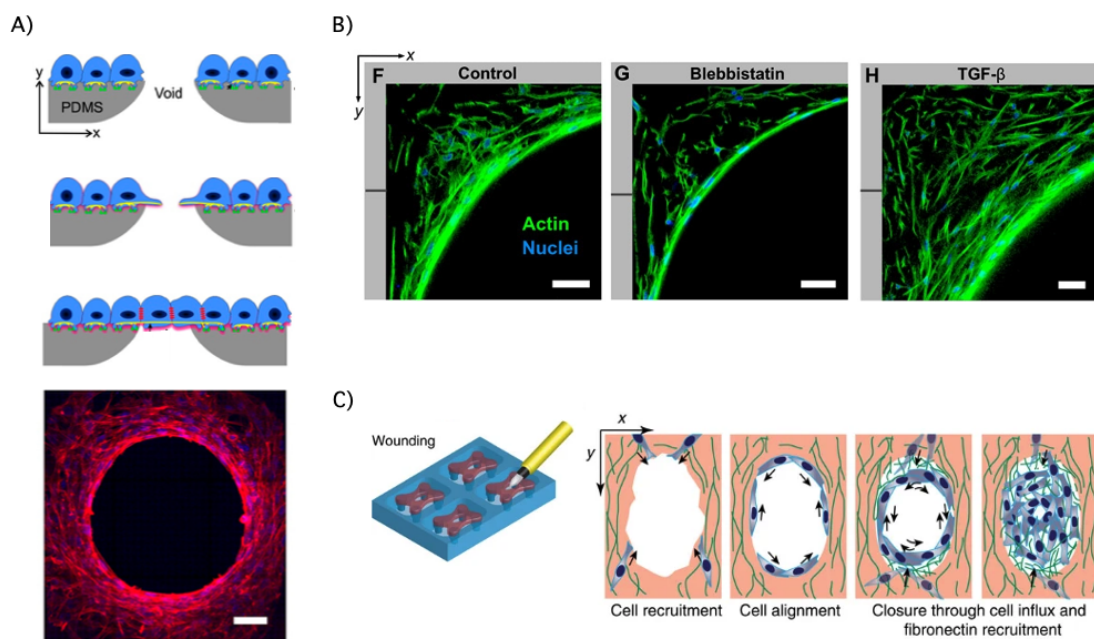 A)
y
PDMS
Void
x
B)
x
y
F Control
G Blebbistatin
H TGF-β
Actin
Nuclei
C)
Wounding
x
y
Cell recruitment
Cell alignment
Closure through cell influx and
fibronectin recruitment